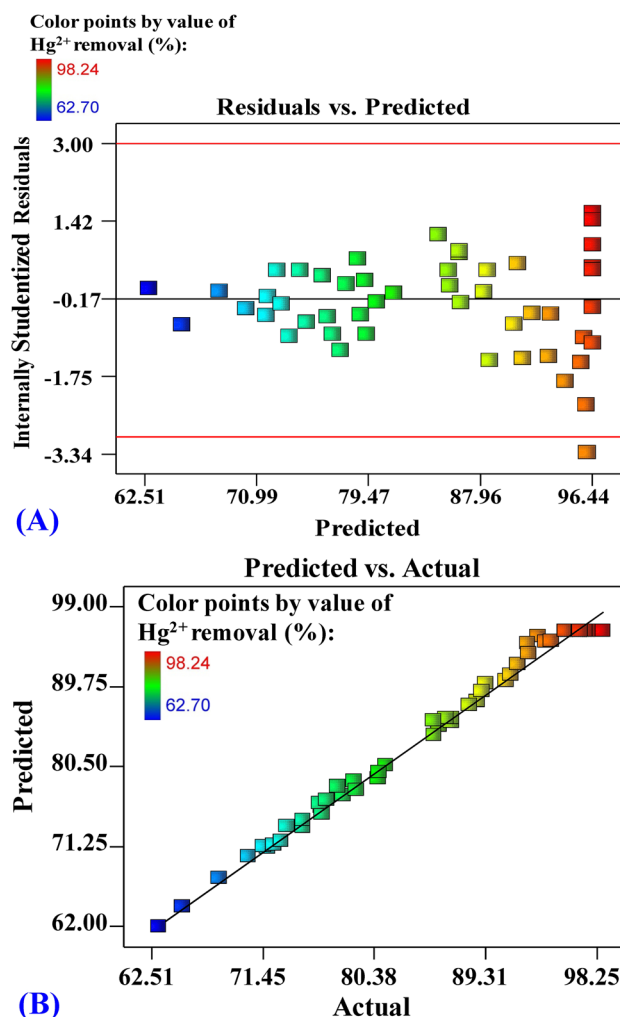 Color points by value of
Hg²⁺ removal (%):
98.24
62.70
Residuals vs. Predicted
Internally Studentized Residuals
3.00
1.42
-0.17
-1.75
-3.34
62.51 70.99 79.47 87.96 96.44
Predicted
(A)
Predicted vs. Actual
Color points by value of
Hg²⁺ removal (%):
98.24
62.70
Predicted
99.00
89.75
80.50
71.25
62.00
62.51 71.45 80.38 89.31 98.25
Actual
(B)